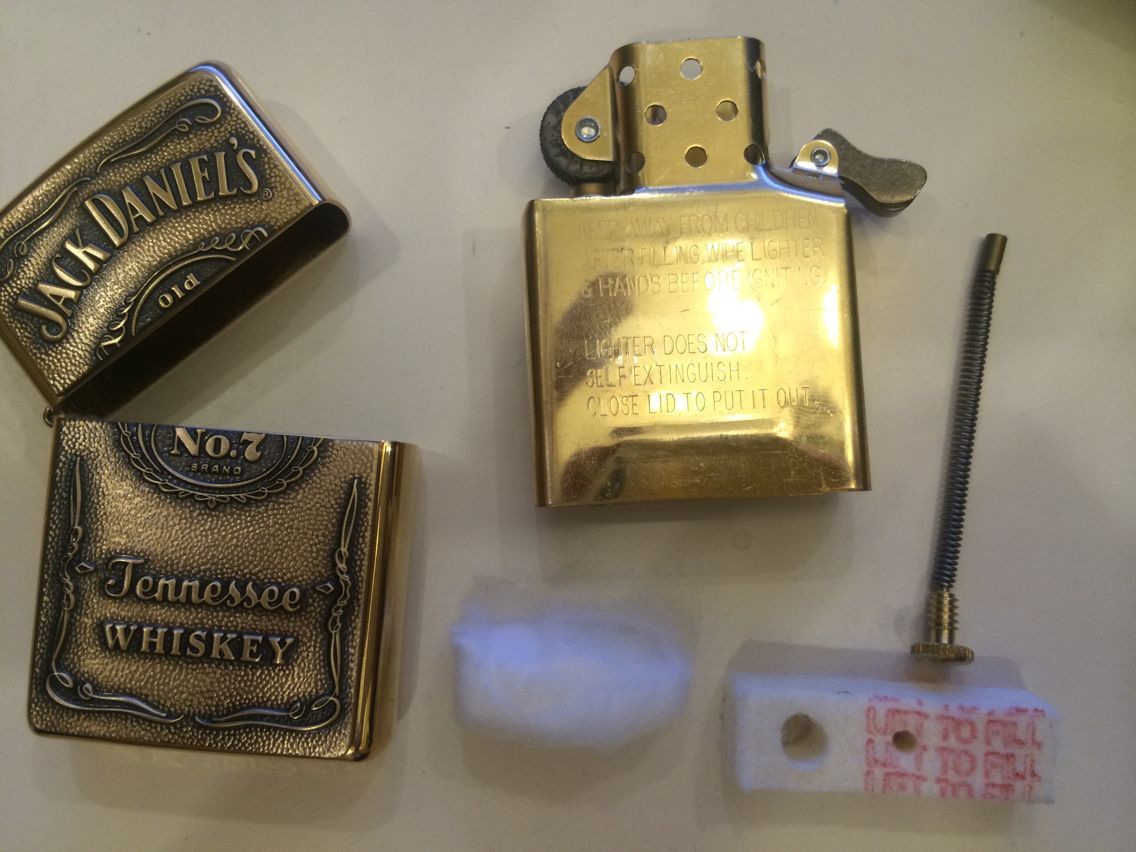 JACK DANIEL'S
Old
No.7
BRAND
Tennessee
WHISKEY
KEEP AWAY FROM CHILDREN
AFTER FILLING WIPE LIGHTER
& HANDS BEFORE IGNITING.
LIGHTER DOES NOT
SELF EXTINGUISH.
CLOSE LID TO PUT IT OUT.
LIFT TO FILL
LIFT TO FILL
LIFT TO FILL